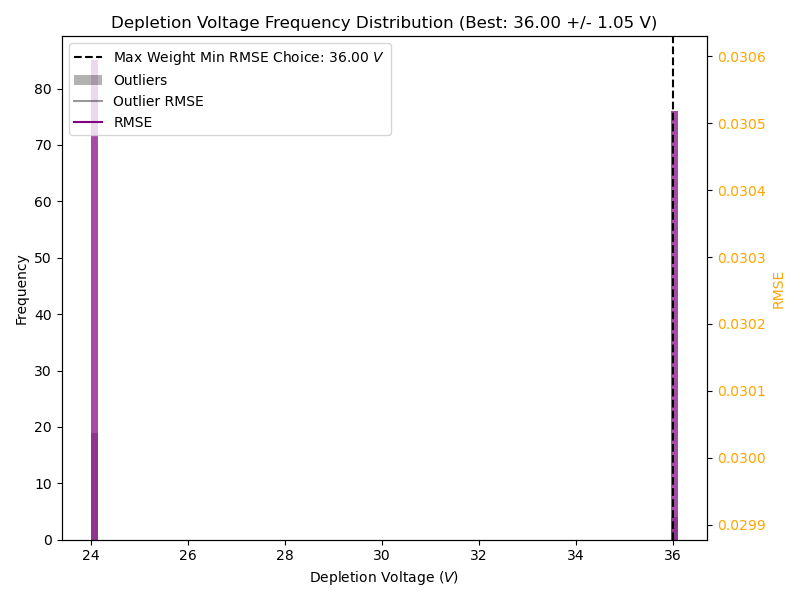 Depletion Voltage Frequency Distribution (Best: 36.00 +/- 1.05 V)
Max Weight Min RMSE Choice: 36.00 V
Outliers
Outlier RMSE
RMSE
Frequency
80
70
60
50
40
30
20
10
0
0.0306
0.0305
0.0304
0.0303
0.0302
0.0301
0.0300
0.0299
RMSE
24 26 28 30 32 34 36
Depletion Voltage (V)